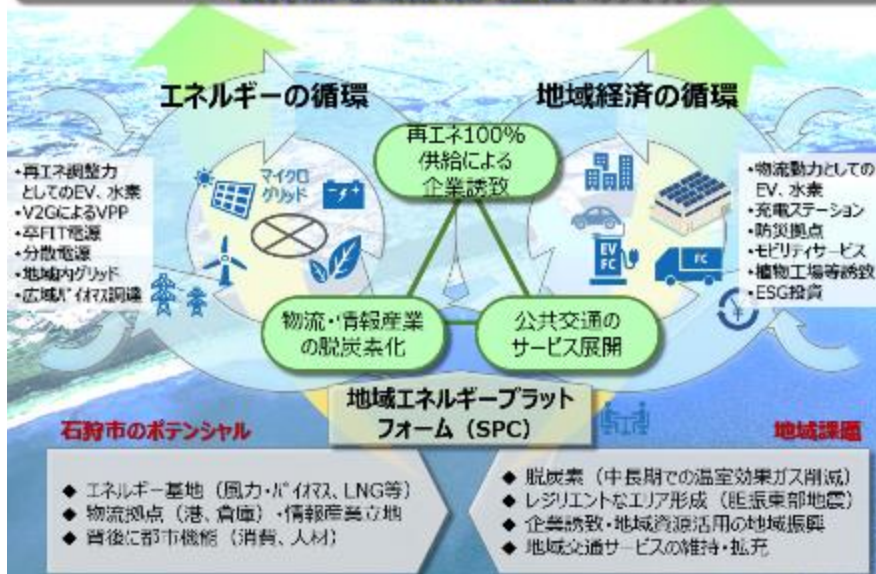 エネルギーの循環
地域経済の循環
再エネ100%
供給による
企業誘致
・再エネ調整力
としてのEV、水素
・V2GによるVPP
・卒FIT電源
・分散電源
・地域内グリッド
・広域バイオマス調達
マイクロ
グリッド
EV
FC
FC
・物流動力としての
EV、水素
・充電ステーション
・防災拠点
・モビリティサービス
・植物工場等誘致
・ESG投資
¥
物流・情報産業
の脱炭素化
公共交通の
サービス展開
地域エネルギープラット
フォーム（SPC）
石狩市のポテンシャル
◆ エネルギー基地（風力・バイオマス、LNG等）
◆ 物流拠点（港、倉庫）・情報産業立地
◆ 背後に都市機能（消費、人材）
地域課題
◆ 脱炭素（中長期での温室効果ガス削減）
◆ レジリエントなエリア形成（胆振東部地震）
◆ 企業誘致・地域資源活用の地域振興
◆ 地域交通サービスの維持・拡充